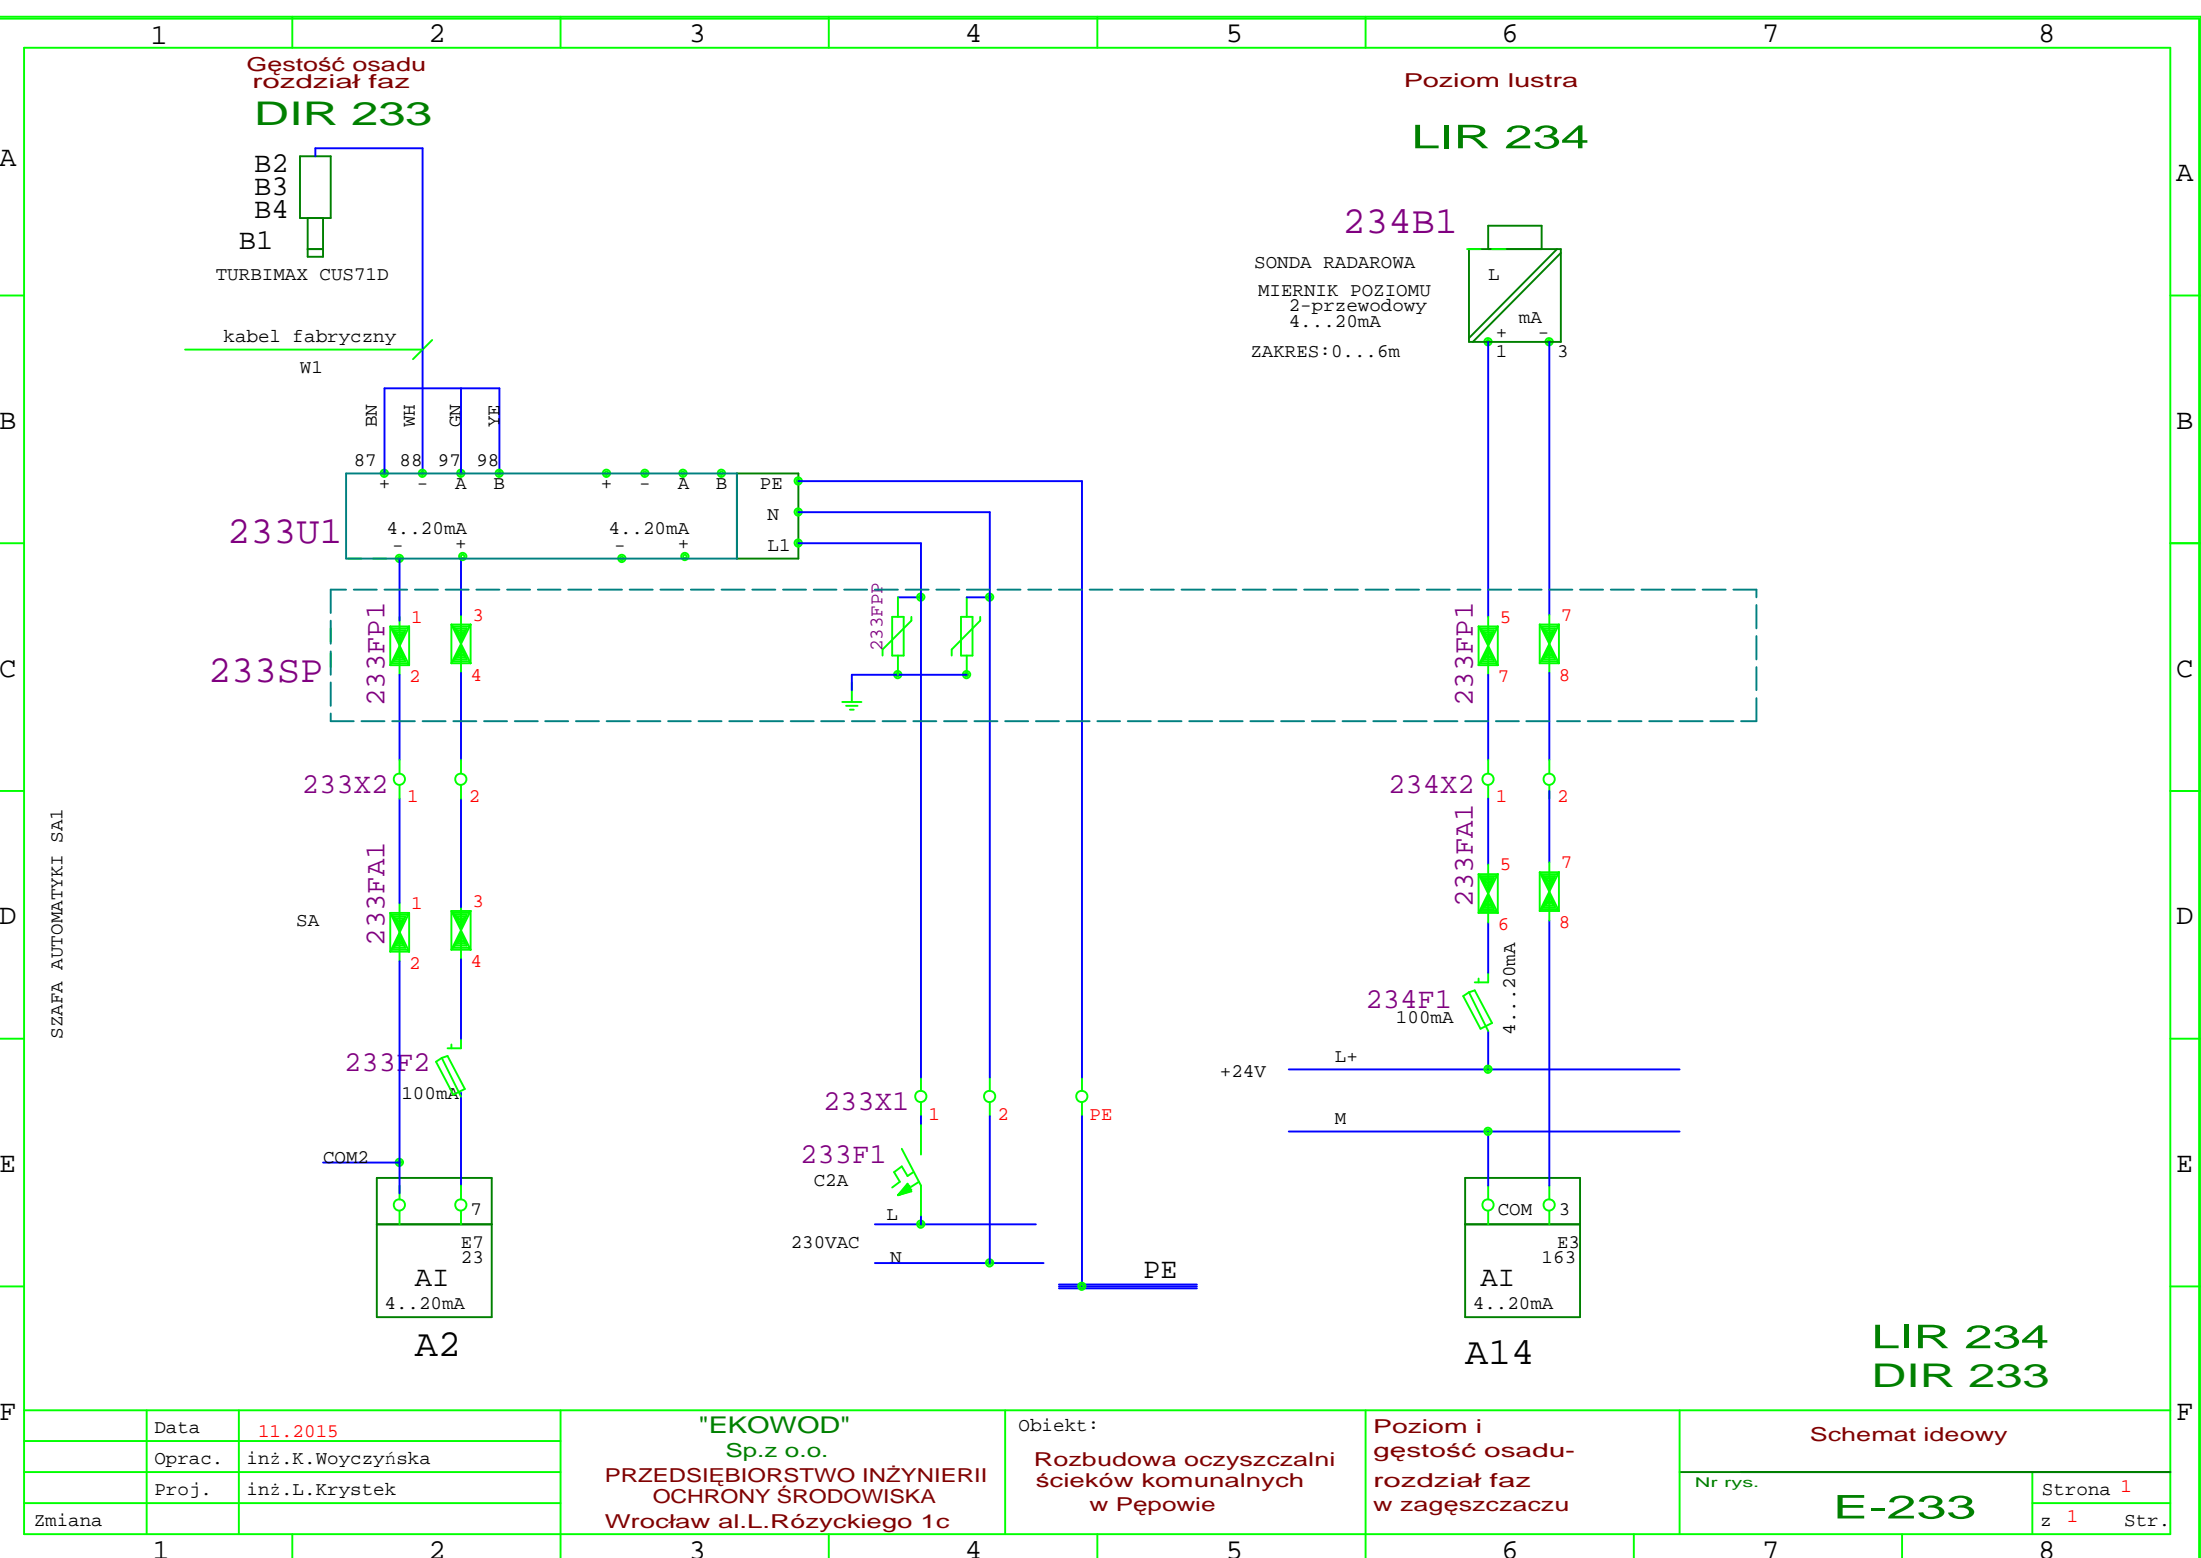 1 2 3 4 5 6 7 8
Gęstość osadu
rozdział faz
DIR 233
Poziom lustra
LIR 234
A A
B2
B3
B4
B1
TURBIMAX CUS71D
234B1
SONDA RADAROWA
MIERNIK POZIOMU
2-przewodowy
4...20mA
ZAKRES:0...6m
L
mA
+ -
1 3
kabel fabryczny
W1
B B
BN WH GN YE
87 88 97 98
+ - A B + - A B PE
N
L1
233U1
4..20mA 4..20mA
- + - +
C C
233SP
233FP1
1 3
2 4
233FPP
233FP1
5 7
7 8
233X2
1 2
234X2
1 2
SZAFA AUTOMATYKI SA1
D D
SA
233FA1
1 3
2 4
233FA1
5 7
6 8
234F1
100mA
4...20mA
233F2
100mA
L+
+24V
M
233X1
1 2 PE
233F1
C2A
E E
COM2
L
230VAC
N
PE
7
E7
23
AI
4..20mA
A2
COM 3
E3
163
AI
4..20mA
A14
LIR 234
DIR 233
F F
Data 11.2015
Oprac. inż.K.Woyczyńska
Proj. inż.L.Krystek
Zmiana
"EKOWOD"
Sp.z o.o.
PRZEDSIĘBIORSTWO INŻYNIERII
OCHRONY ŚRODOWISKA
Wrocław al.L.Różyckiego 1c
Obiekt:
Rozbudowa oczyszczalni
ścieków komunalnych
w Pępowie
Poziom i
gęstość osadu-
rozdział faz
w zagęszczaczu
Schemat ideowy
Nr rys.
E-233
Strona 1
z 1 Str.
1 2 3 4 5 6 7 8